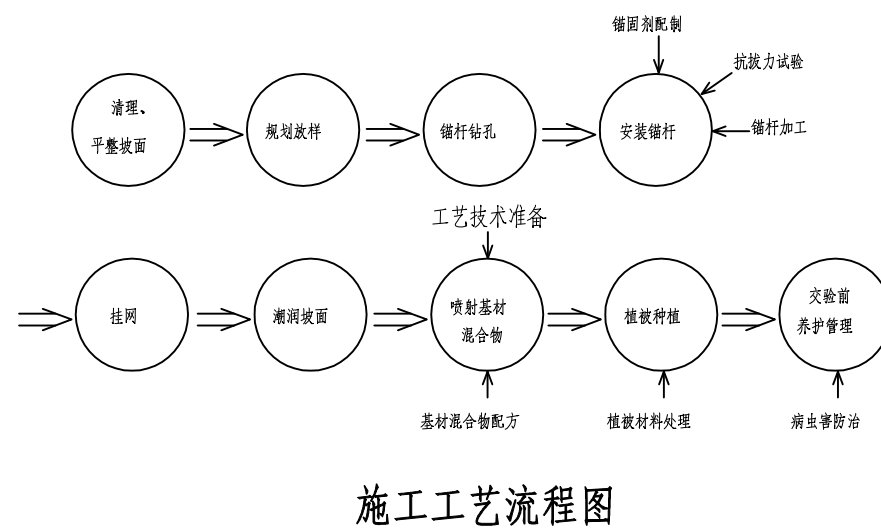 锚固剂配制
抗拔力试验
清理、
平整坡面
规划放样
锚杆钻孔
安装锚杆
锚杆加工
工艺技术准备
挂网
潮润坡面
喷射基材
混合物
植被种植
交验前
养护管理
基材混合物配方
植被材料处理
病虫害防治
施工工艺流程图